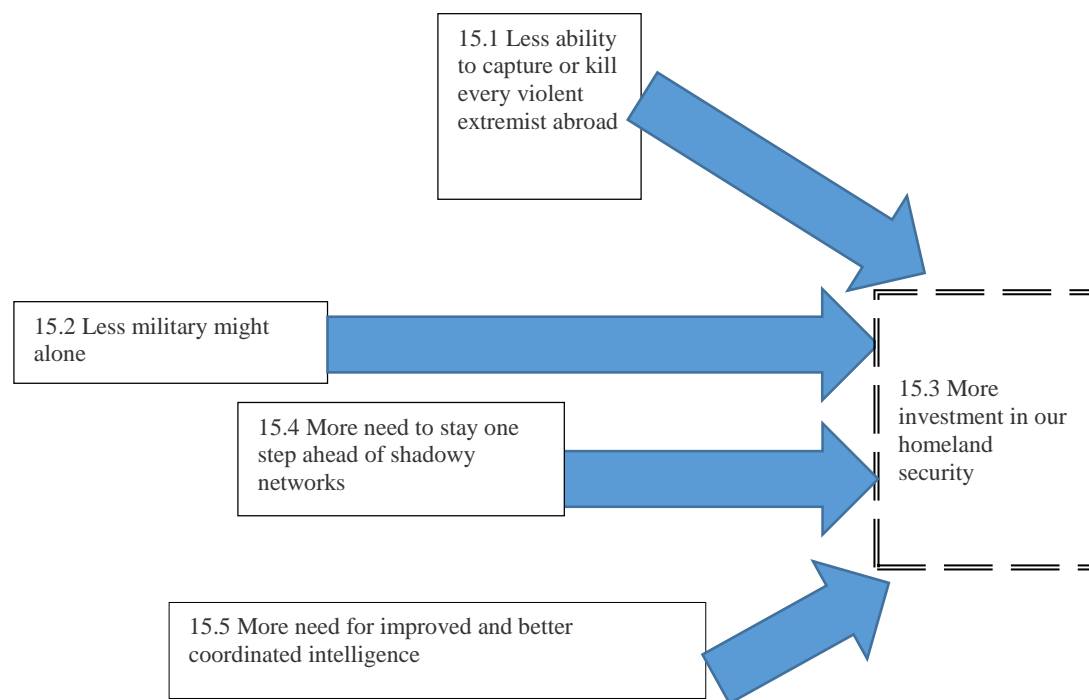 15.1 Less ability
to capture or kill
every violent
extremist abroad
15.2 Less military might
alone
15.3 More
investment in our
homeland
security
15.4 More need to stay one
step ahead of shadowy
networks
15.5 More need for improved and better
coordinated intelligence